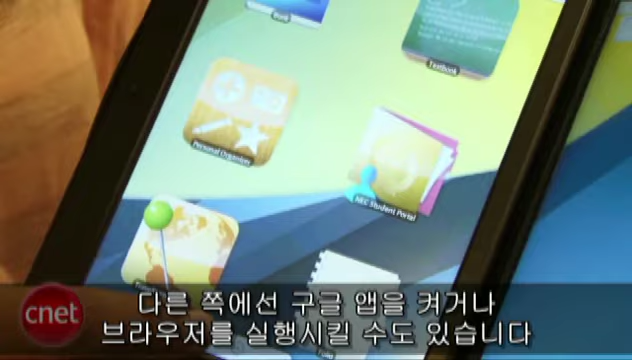 Textbook
Personal Organizer
NEC Student Portal
다른 쪽에선 구글 앱을 켜거나
브라우저를 실행시킬 수도 있습니다
cnet